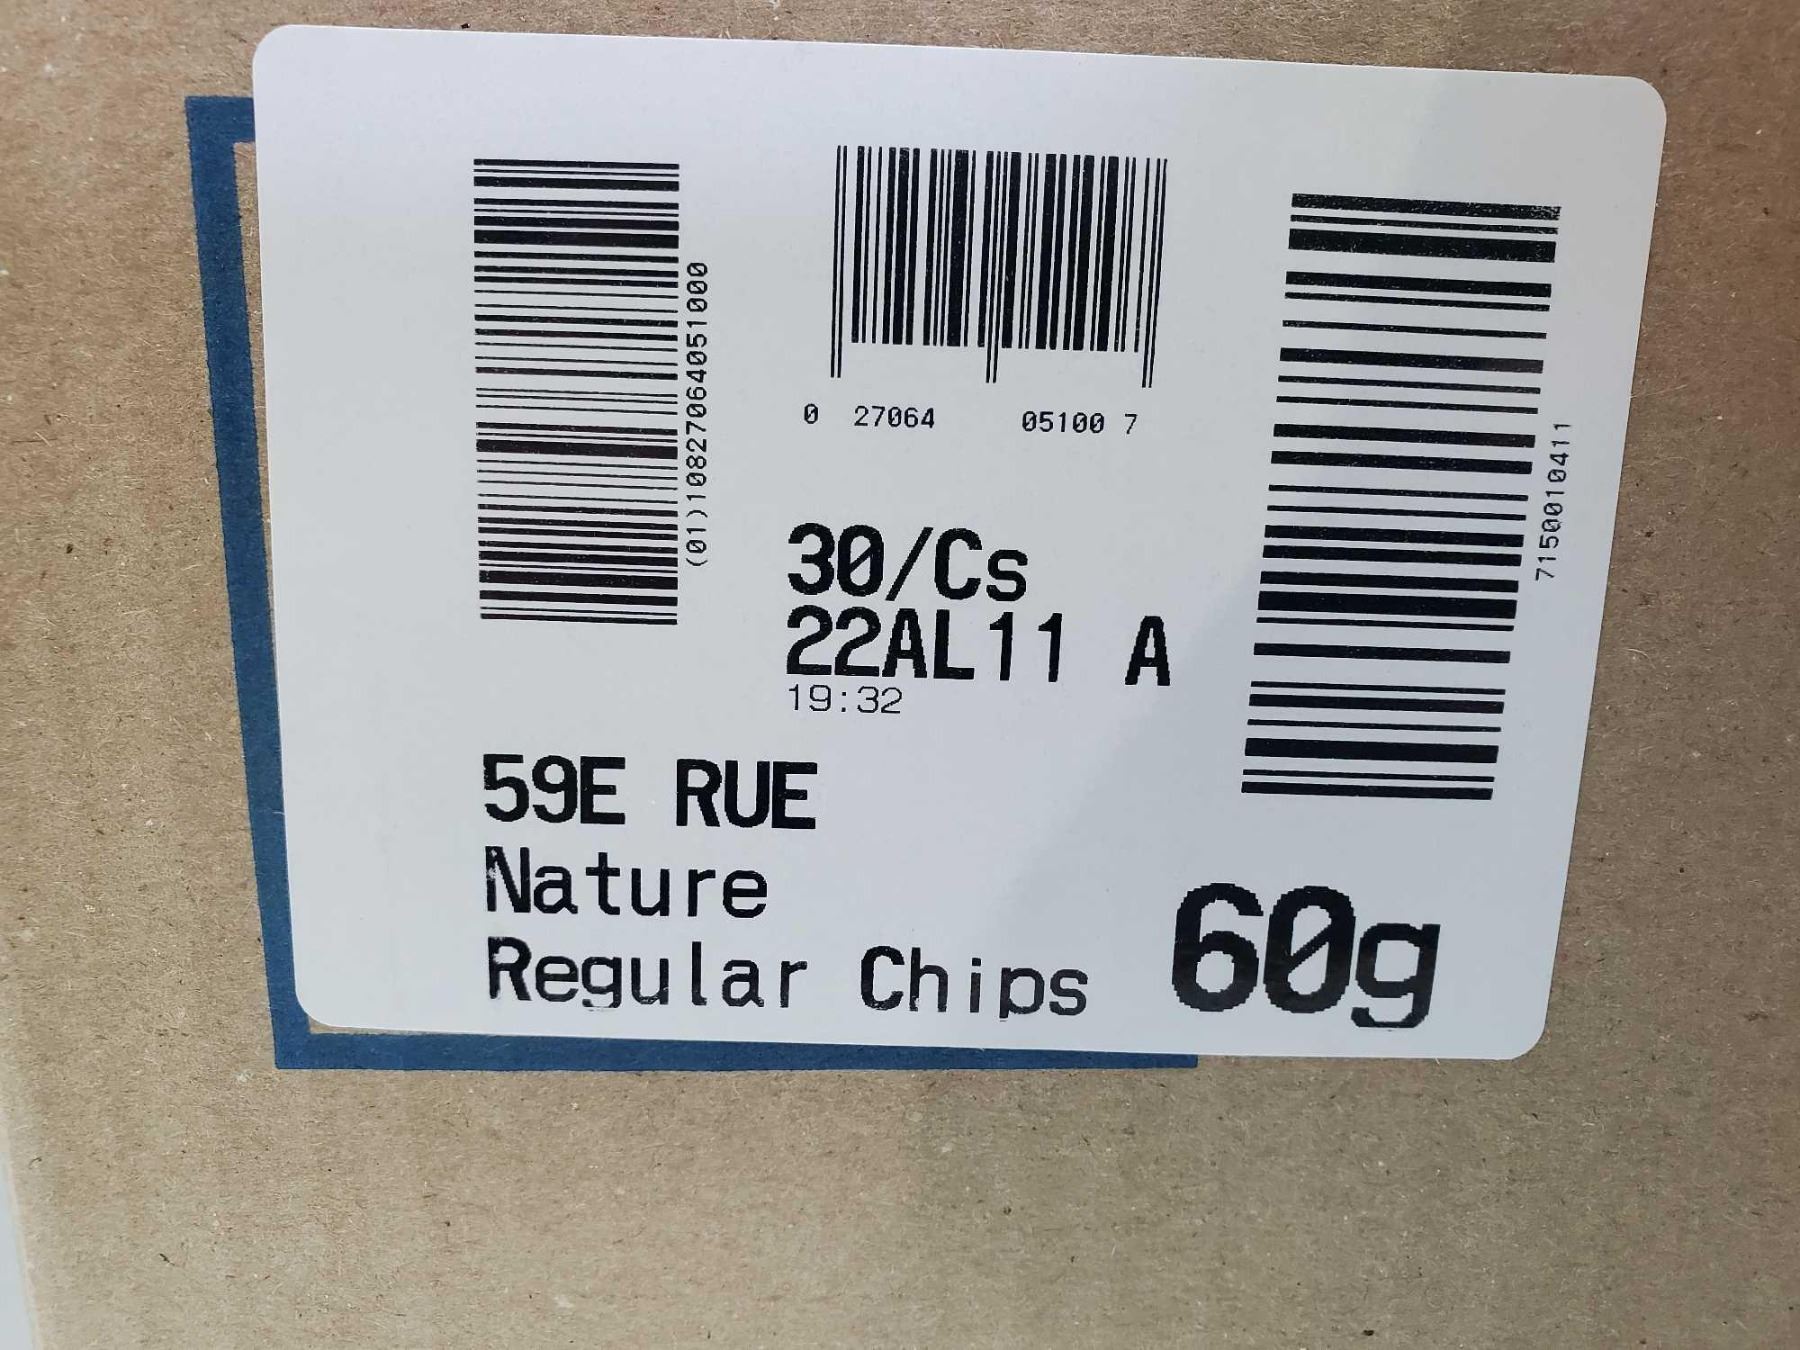 (01)10827064051000
0 27064 05100 7
7150010411
30/Cs
22AL11 A
19:32
59E RUE
Nature
Regular Chips 60g